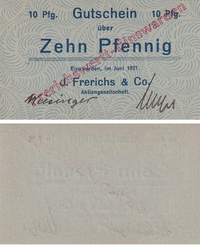 10 Pfg. Gutschein 10 Pfg.
über
Zehn Pfennig
Einswarden, im Juni 1921.
J. Frerichs & Co.
Aktiengesellschaft.